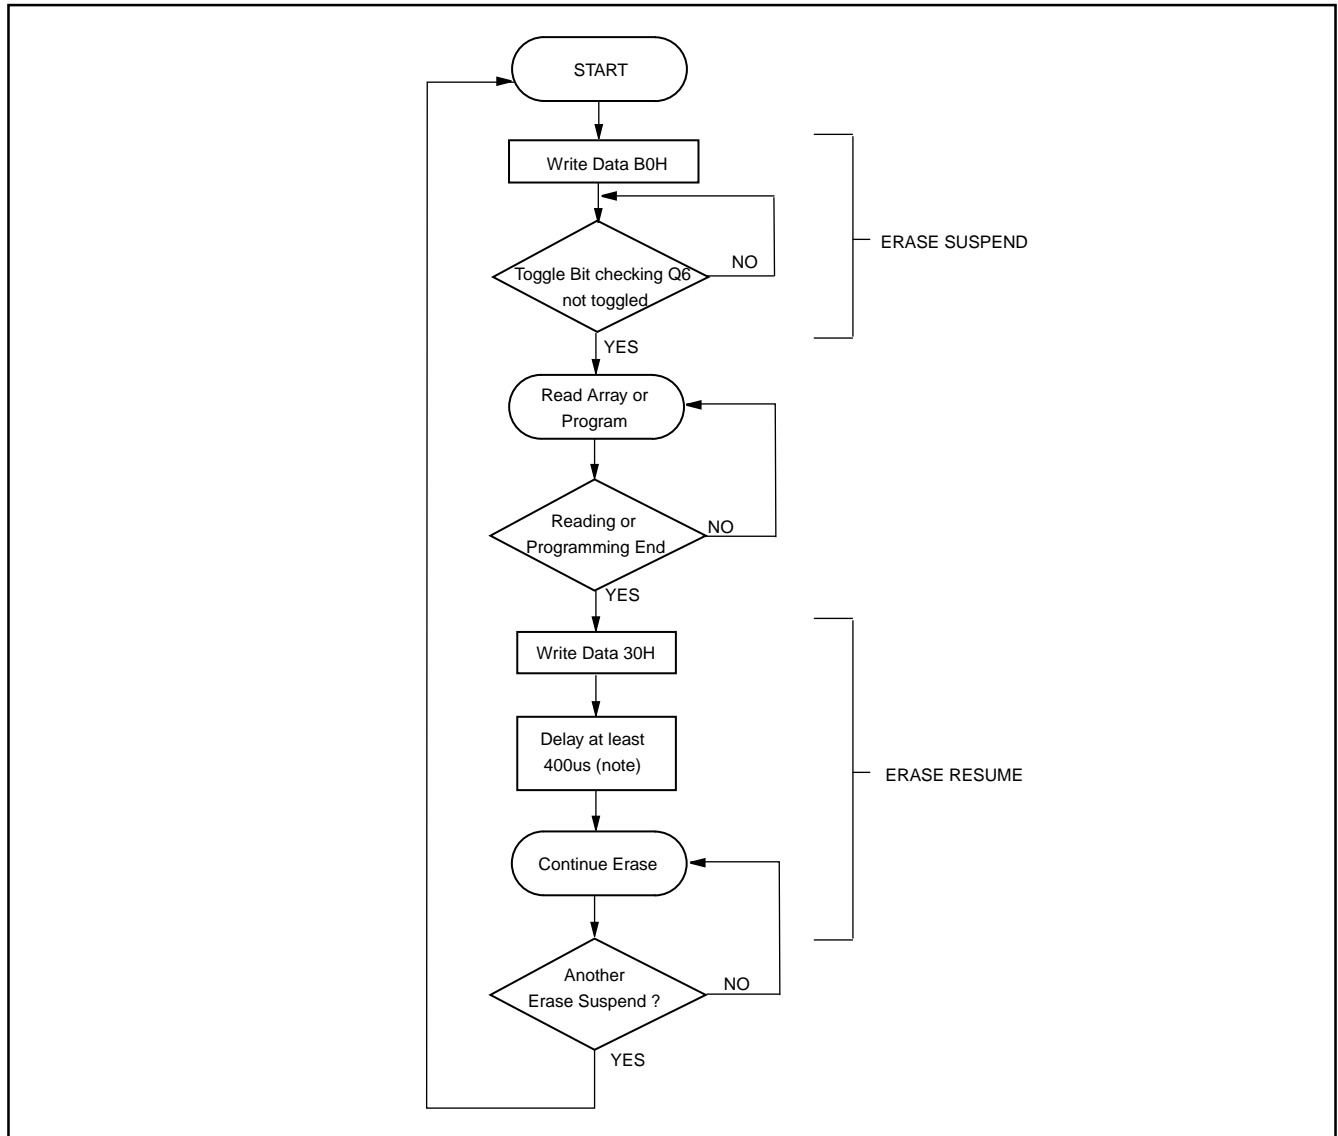 START
Write Data B0H
ERASE SUSPEND
Toggle Bit checking Q6
not toggled
NO
YES
Read Array or
Program
Reading or
Programming End
NO
YES
Write Data 30H
Delay at least
400us (note)
ERASE RESUME
Continue Erase
Another
Erase Suspend ?
NO
YES